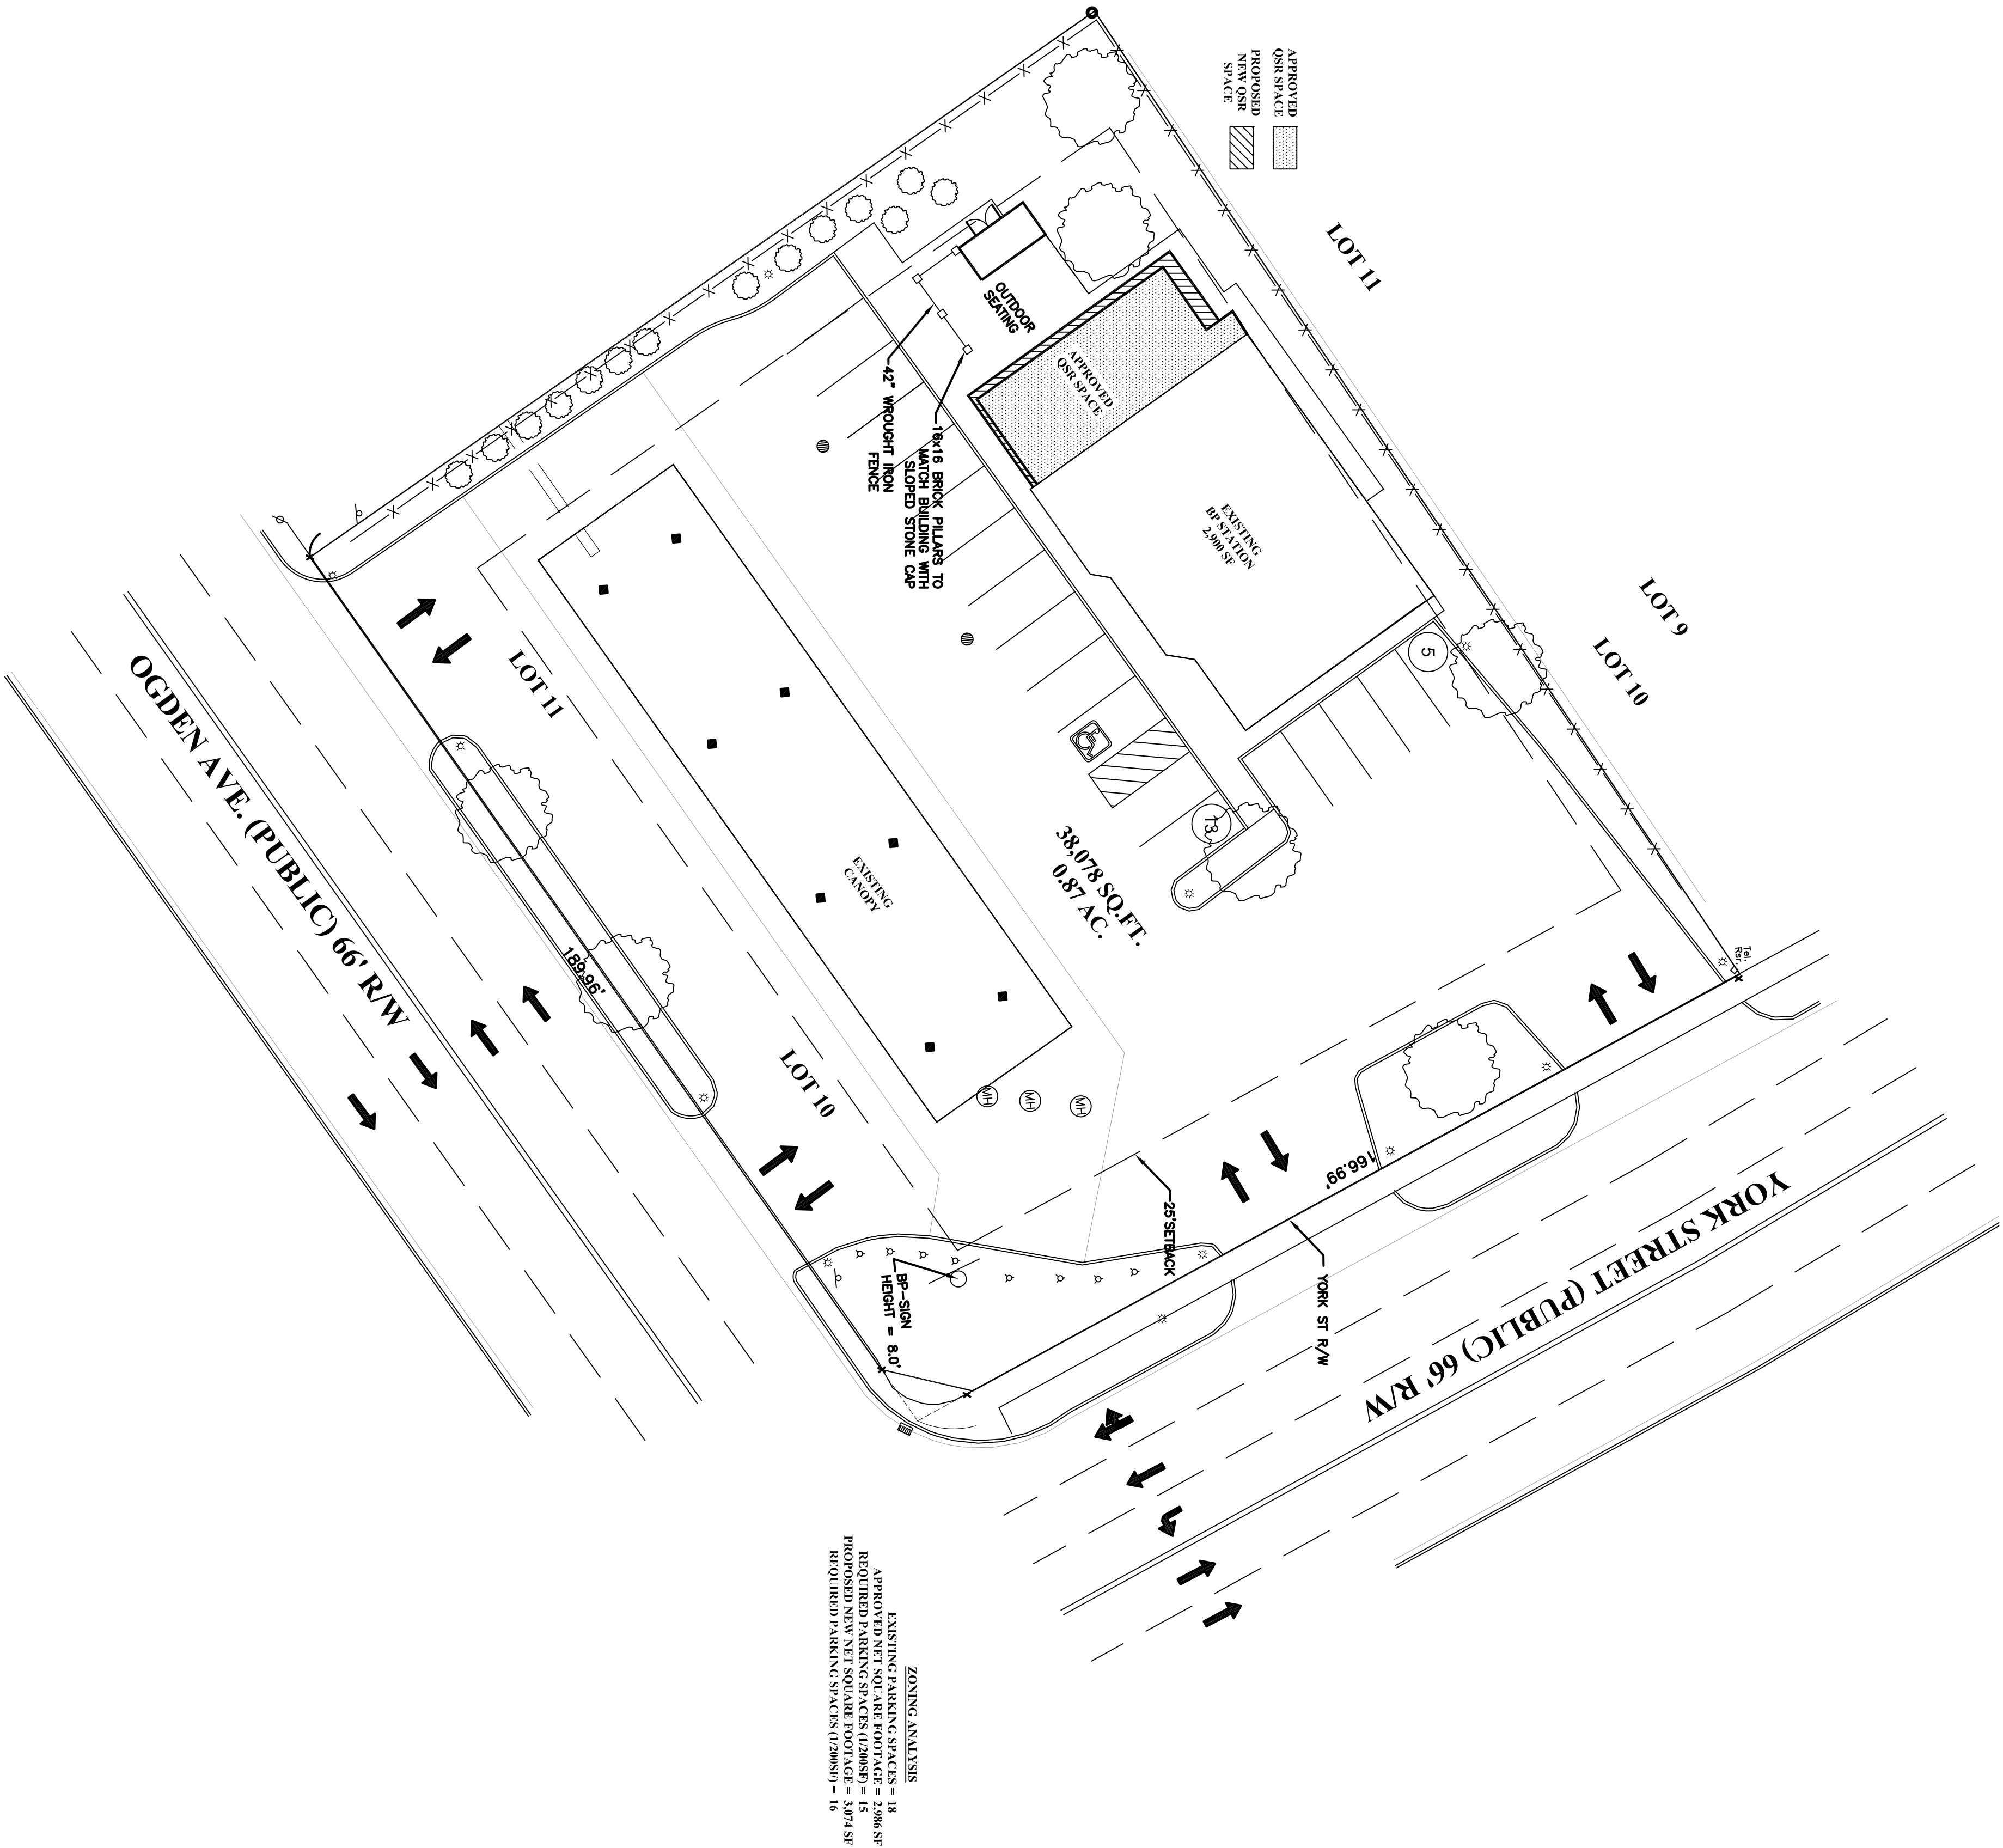 APPROVED
QSR SPACE
PROPOSED
NEW QSR
SPACE
LOT 11
LOT 9
LOT 10
OUTDOOR
SEATING
APPROVED
QSR SPACE
EXISTING
BP STATION
2,900 SF
42" WROUGHT IRON
FENCE
16x16 BRICK PILLARS TO
MATCH BUILDING WITH
SLOPED STONE CAP
5
13
38,078 SQ.FT.
0.87 AC.
EXISTING
CANOPY
LOT 11
LOT 10
189.96'
166.99'
OGDEN AVE. (PUBLIC) 66' R/W
YORK STREET (PUBLIC) 66' R/W
MH
MH
MH
25'SETBACK
YORK ST R/W
BP-SIGN
HEIGHT = 8.0'
Tel.
Rsr.
ZONING ANALYSIS
EXISTING PARKING SPACES = 18
APPROVED NET SQUARE FOOTAGE = 2,986 SF
REQUIRED PARKING SPACES (1/200SF) = 15
PROPOSED NEW NET SQUARE FOOTAGE = 3,074 SF
REQUIRED PARKING SPACES (1/200SF) = 16